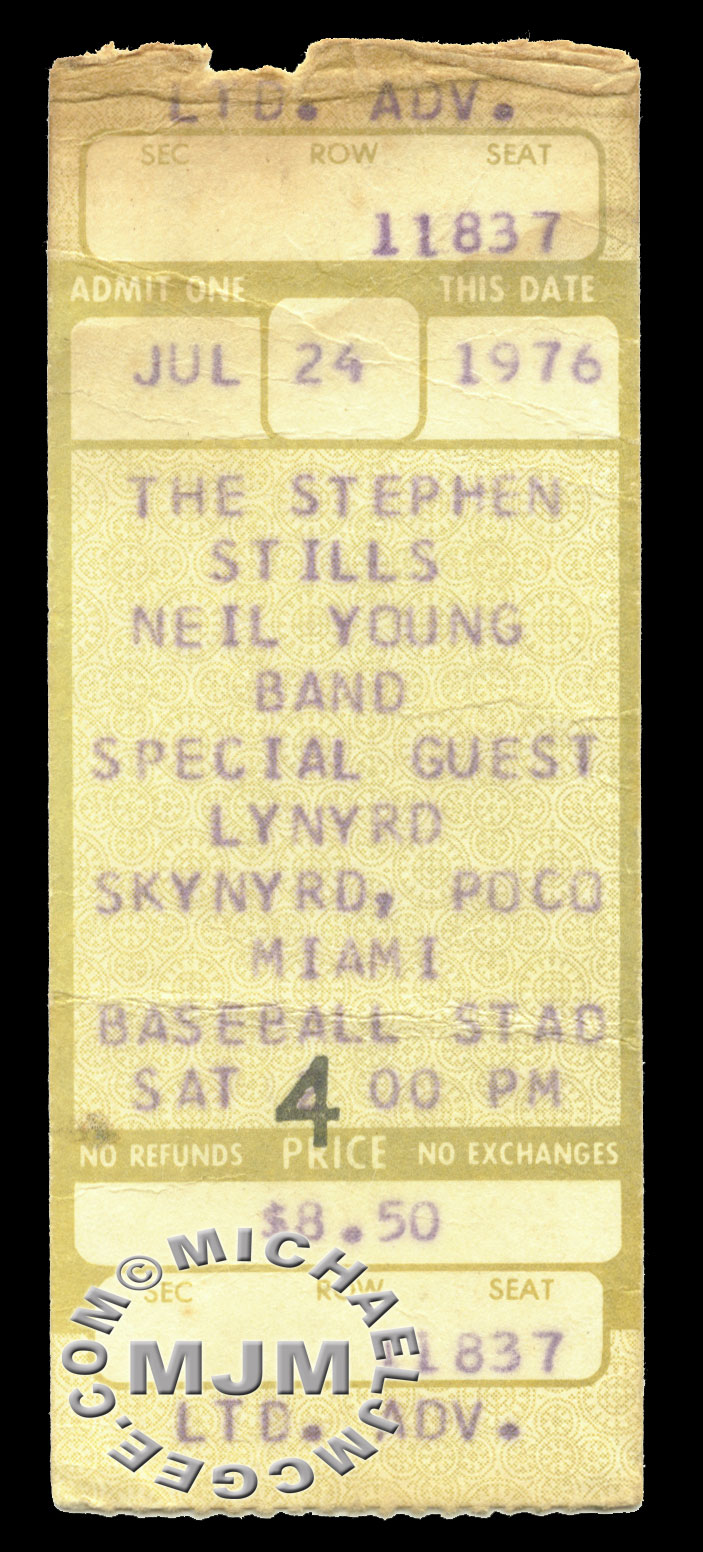 LTD. ADV.
SEC ROW SEAT
11837
ADMIT ONE THIS DATE
JUL 24 1976
THE STEPHEN
STILLS
NEIL YOUNG
BAND
SPECIAL GUEST
LYNYRD
SKYNYRD, POCO
MIAMI
BASEBALL STAD
SAT 4 00 PM
NO REFUNDS PRICE NO EXCHANGES
$8.50
SEC ROW SEAT
1837
LTD. ADV.
©MICHAELJMCGEE.COM
MJM